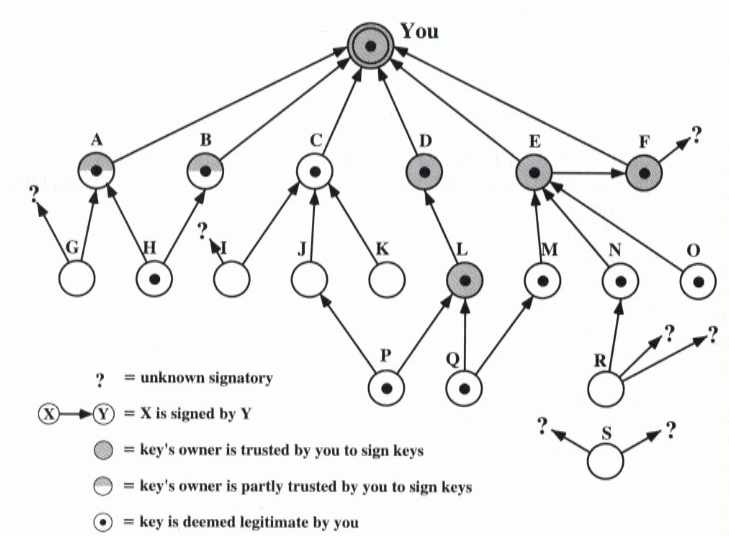 You
A B C D E F ?
? G H ? I J K L M N O
P Q R ? ?
? = unknown signatory
X Y = X is signed by Y
? S ?
= key's owner is trusted by you to sign keys
= key's owner is partly trusted by you to sign keys
= key is deemed legitimate by you